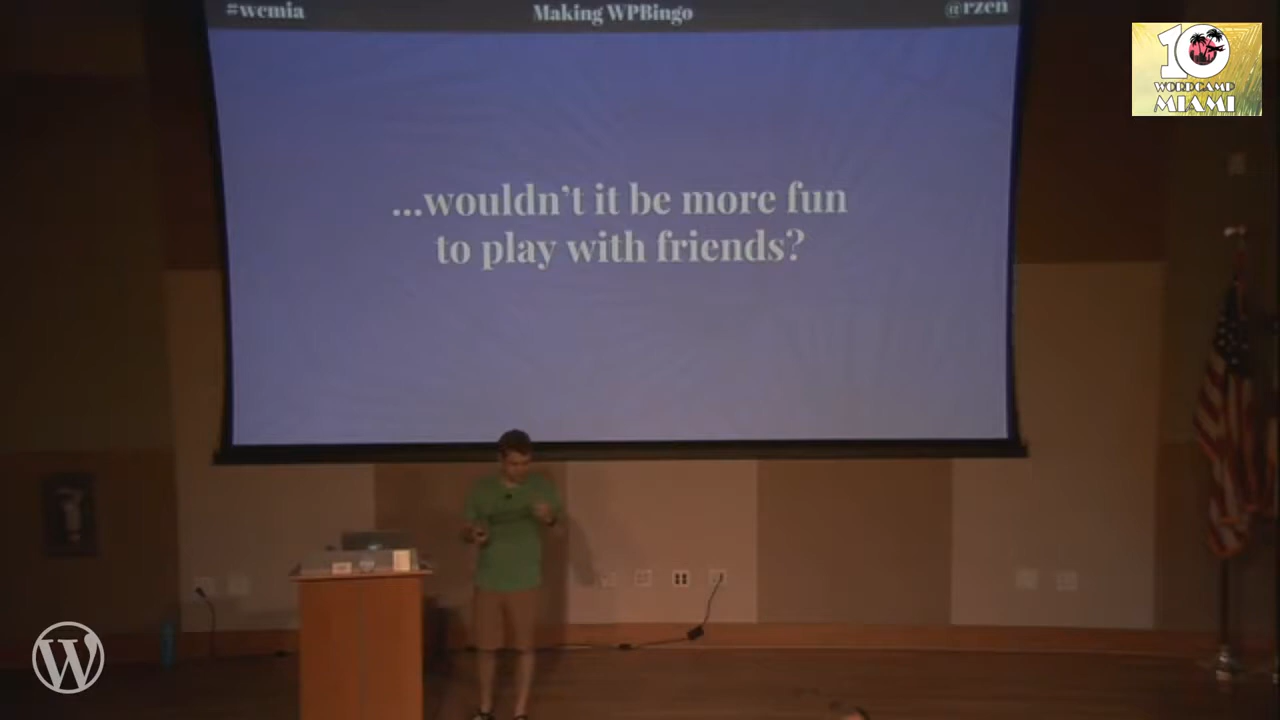 #wcmia
Making WPBingo
@rzen
...wouldn't it be more fun
to play with friends?
10
WORDCAMP
MIAMI